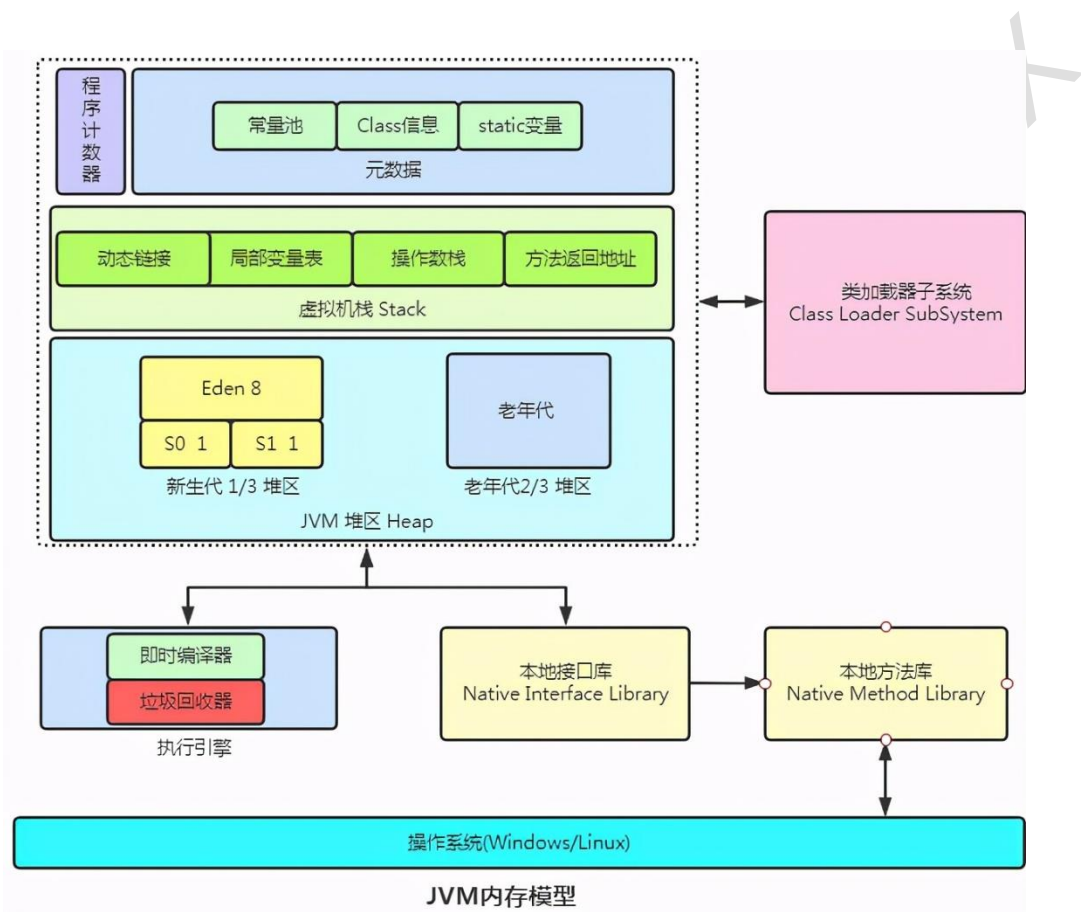 程
序
计
数
器
常量池
Class信息
static变量
元数据
动态链接
局部变量表
操作数栈
方法返回地址
虚拟机栈 Stack
类加载器子系统
Class Loader SubSystem
Eden 8
S0 1
S1 1
老年代
新生代 1/3 堆区
老年代2/3 堆区
JVM 堆区 Heap
即时编译器
垃圾回收器
执行引擎
本地接口库
Native Interface Library
本地方法库
Native Method Library
操作系统(Windows/Linux)
JVM内存模型